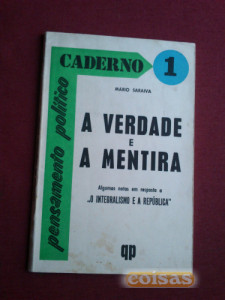 CADERNO 1
MÁRIO SARAIVA
pensamento político
A VERDADE
E
A MENTIRA
Algumas notas em resposta a
"O INTEGRALISMO E A REPÚBLICA"
qp
coisas